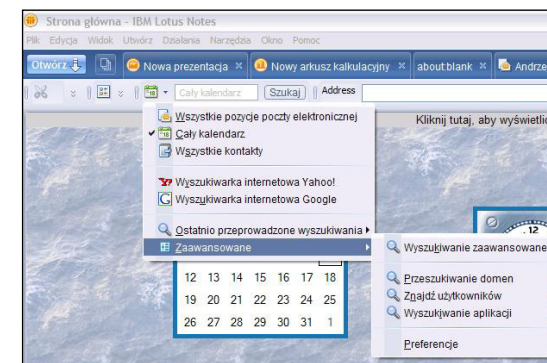 Strona główna - IBM Lotus Notes
Plik Edycja Widok Utwórz Działania Narzędzia Okno Pomoc
Otwórz Nowa prezentacja × Nowy arkusz kalkulacyjny × about:blank × Andrze
Cały kalendarz Szukaj Address
Kliknij tutaj, aby wyświetlić
Wszystkie pozycje poczty elektronicznej
Cały kalendarz
Wszystkie kontakty
Wyszukiwarka internetowa Yahoo!
Wyszukiwarka internetowa Google
Ostatnio przeprowadzone wyszukiwania
Zaawansowane
Wyszukiwanie zaawansowane
Przeszukiwanie domen
Znajdź użytkowników
Wyszukiwanie aplikacji
Preferencje
12
12 13 14 15 16 17 18
19 20 21 22 23 24 25
26 27 28 29 30 31 1